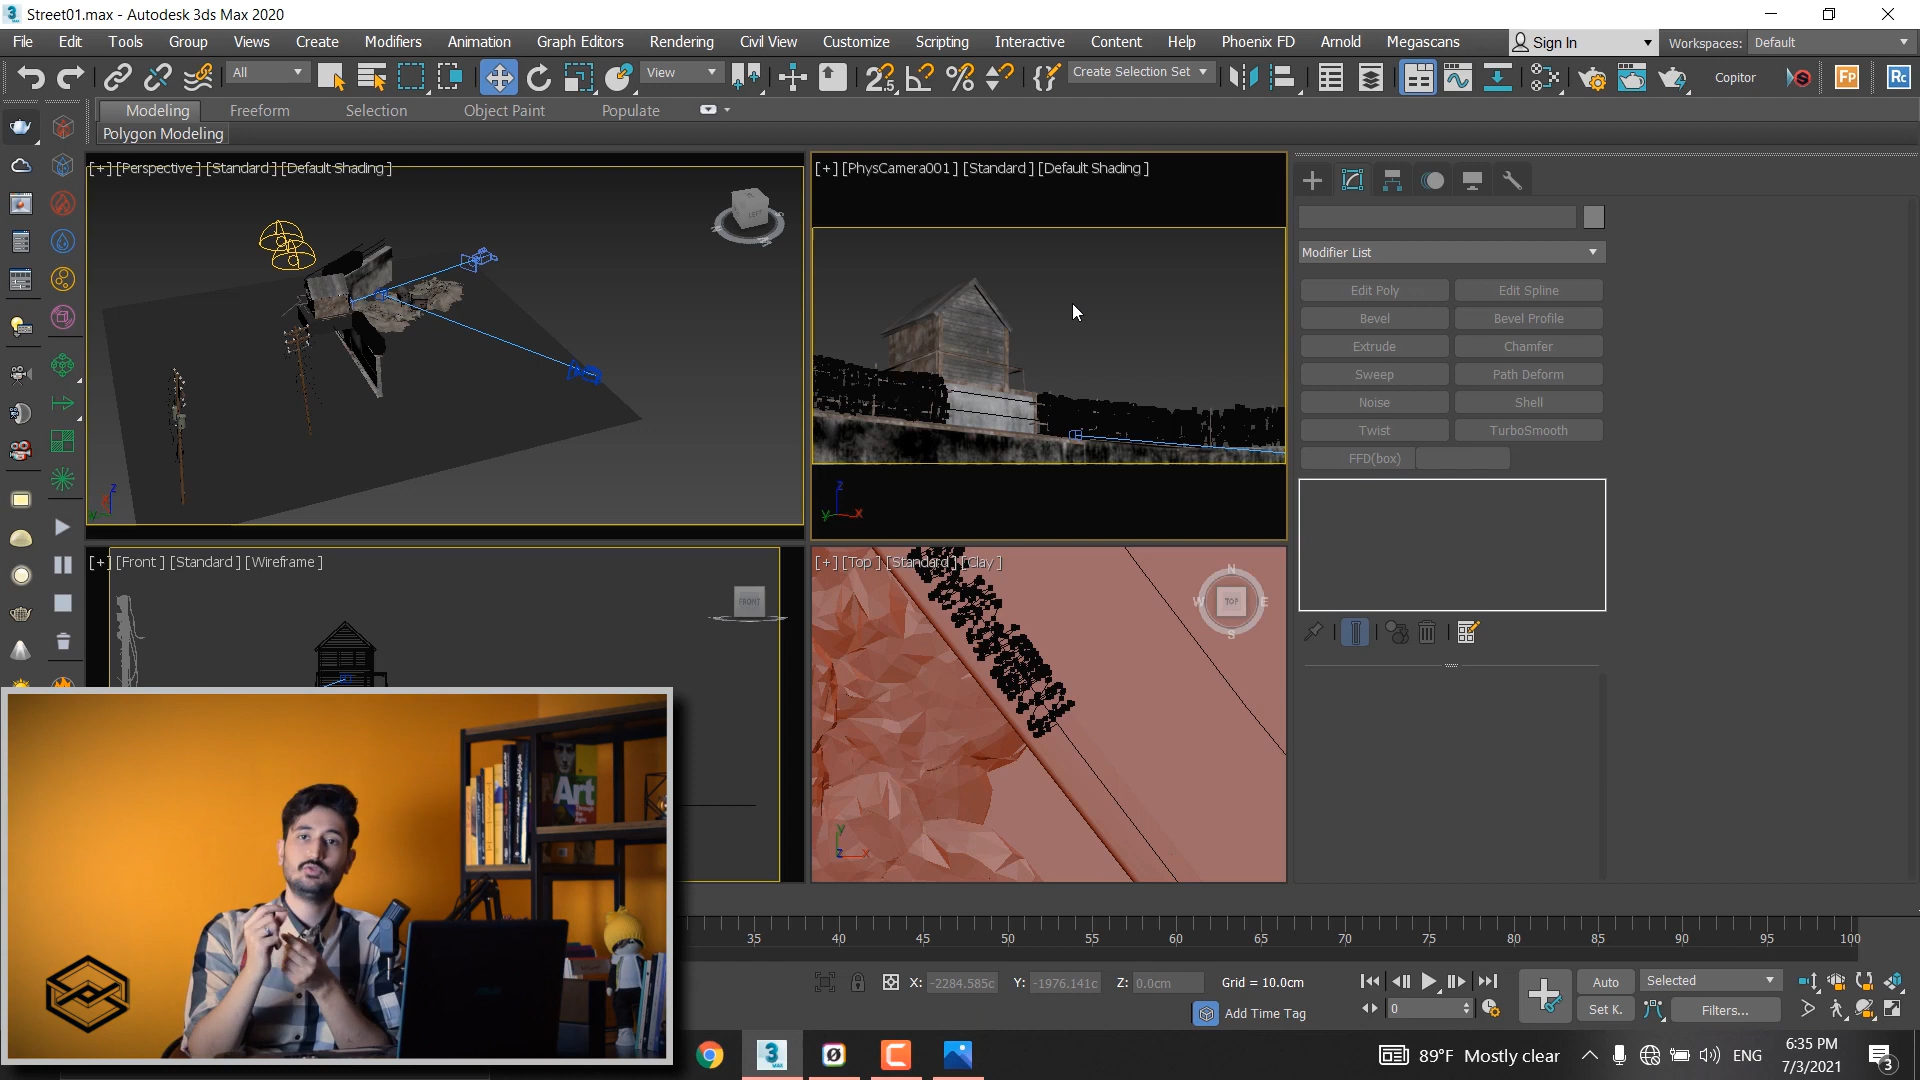 Street01.max - Autodesk 3ds Max 2020
File Edit Tools Group Views Create Modifiers Animation Graph Editors Rendering Civil View Customize Scripting Interactive Content Help Phoenix FD Arnold Megascans Sign In Workspaces: Default
All View Create Selection Set Copitor Fp Rc
Modeling Freeform Selection Object Paint Populate
Polygon Modeling
[+] [Perspective ] [Standard ] [Default Shading ]
[+] [PhysCamera001 ] [Standard ] [Default Shading ]
LEFT
Modifier List
Edit Poly Edit Spline
Bevel Bevel Profile
Extrude Chamfer
Sweep Path Deform
Noise Shell
Twist TurboSmooth
FFD(box)
z
y x
[+] [Front ] [Standard ] [Wireframe ]
[+] [Top ] [Standard ] [Clay ]
FRONT
N
W TOP E
S
Art
y
z x
35 40 45 50 55 60 65 70 75 80 85 90 95 100
X: -2284.585c Y: -1976.141c Z: 0.0cm Grid = 10.0cm
Auto Selected
Add Time Tag 0 Set K. Filters...
89°F Mostly clear ENG 6:35 PM
7/3/2021 3